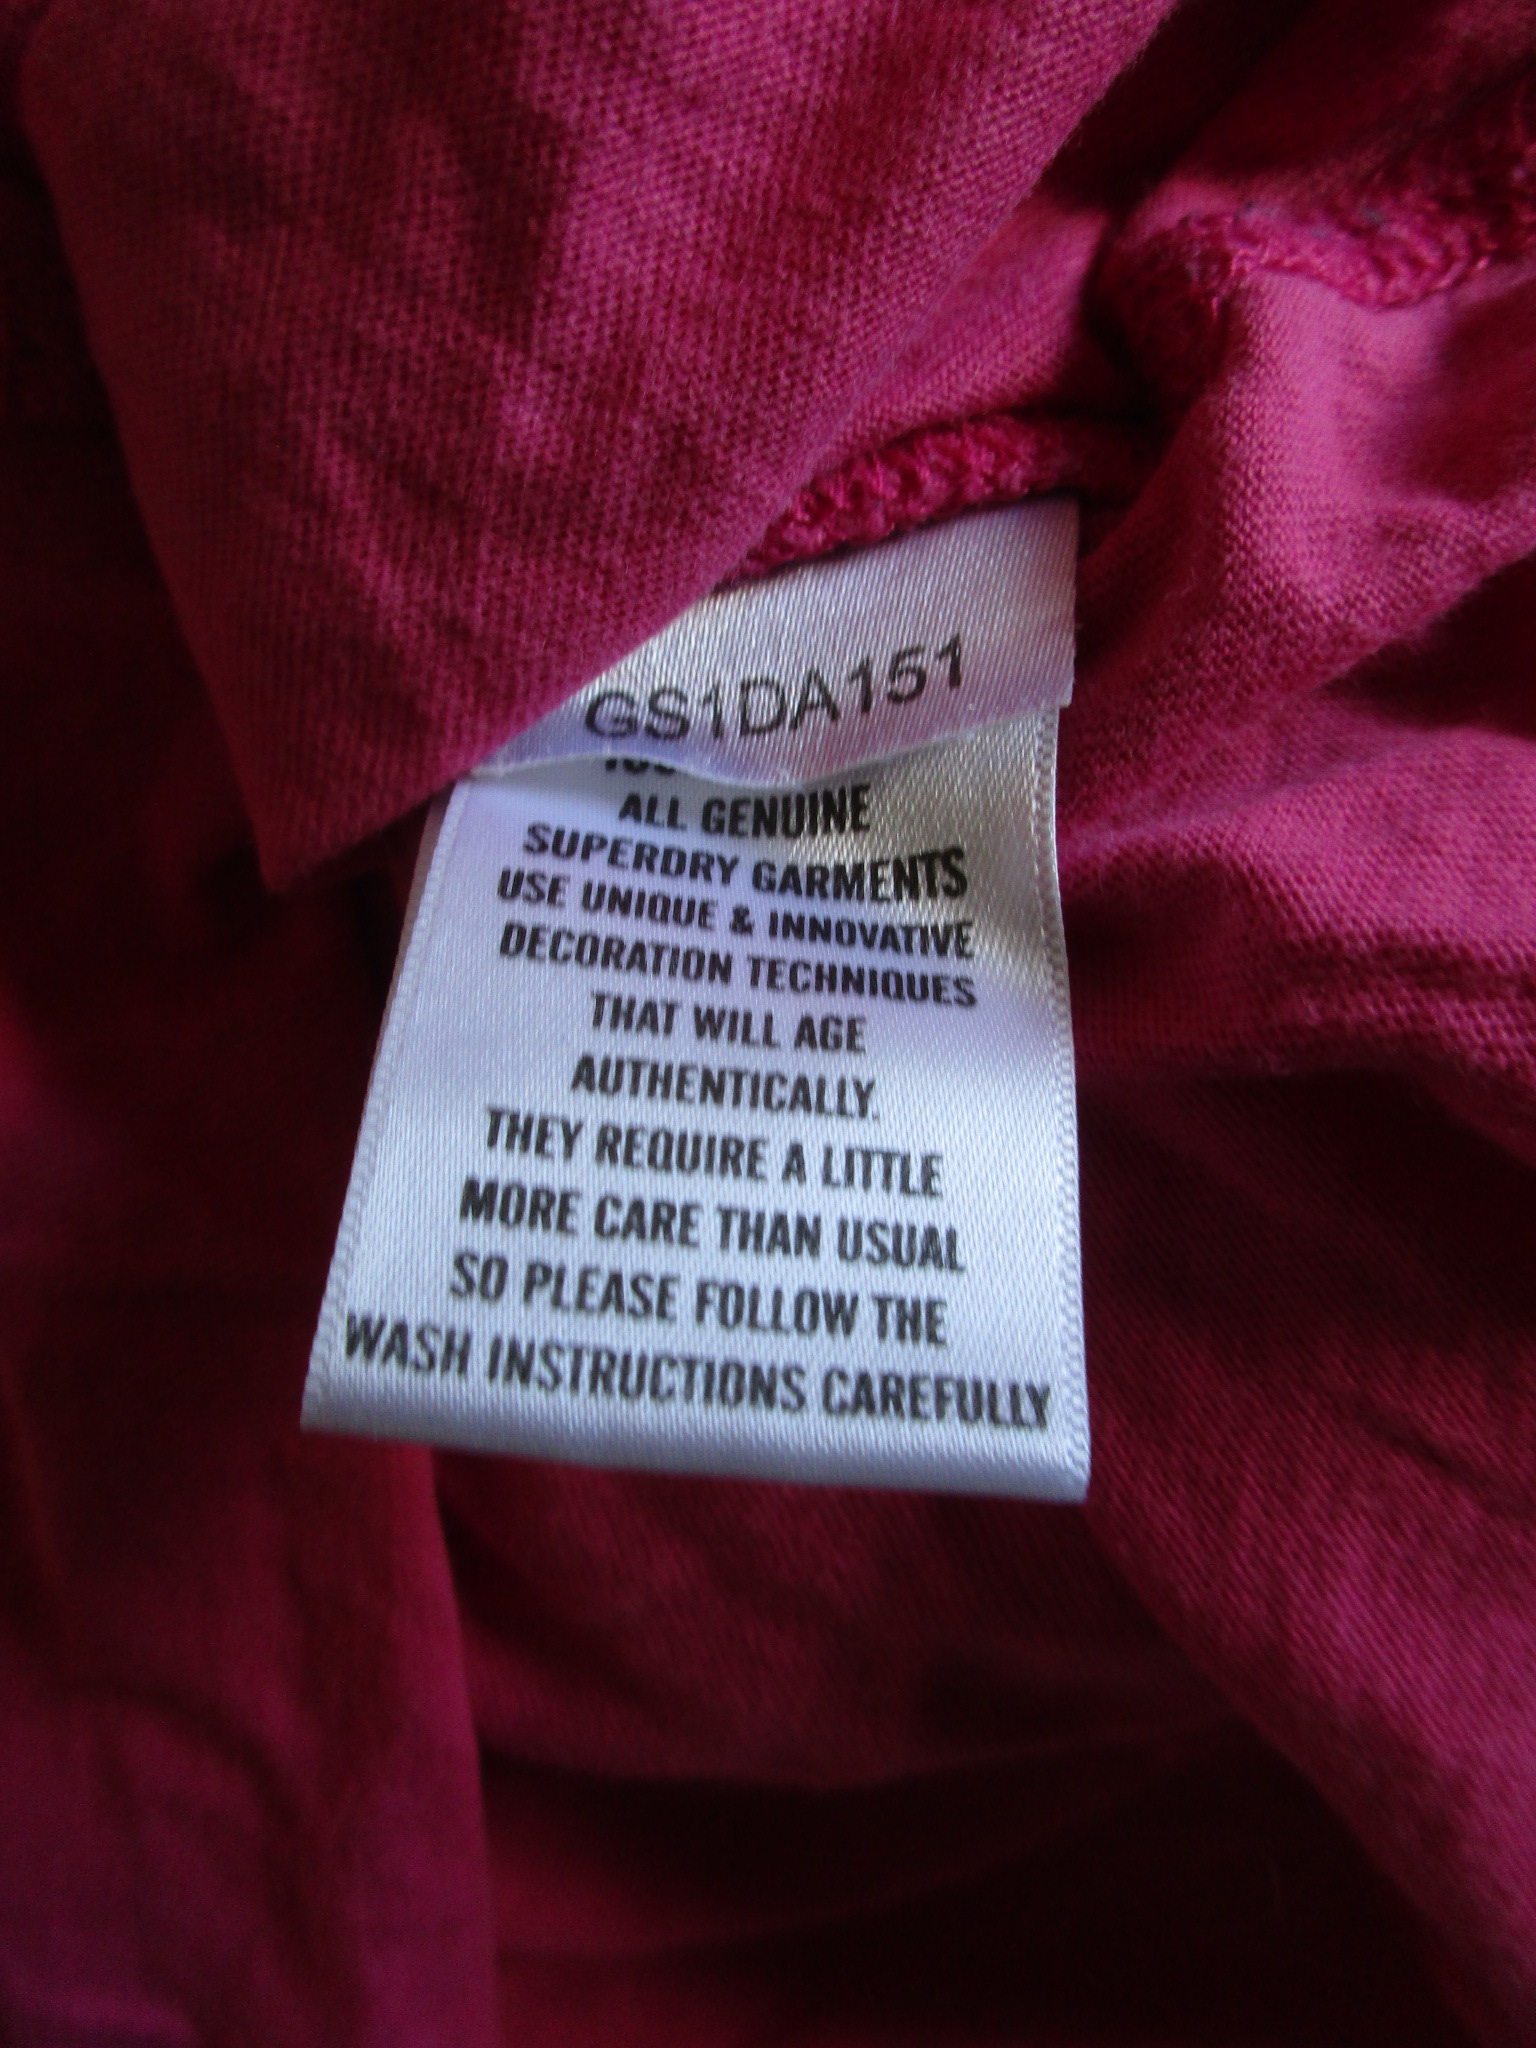 GS1DA151
ALL GENUINE
SUPERDRY GARMENTS
USE UNIQUE & INNOVATIVE
DECORATION TECHNIQUES
THAT WILL AGE
AUTHENTICALLY.
THEY REQUIRE A LITTLE
MORE CARE THAN USUAL
SO PLEASE FOLLOW THE
WASH INSTRUCTIONS CAREFULLY